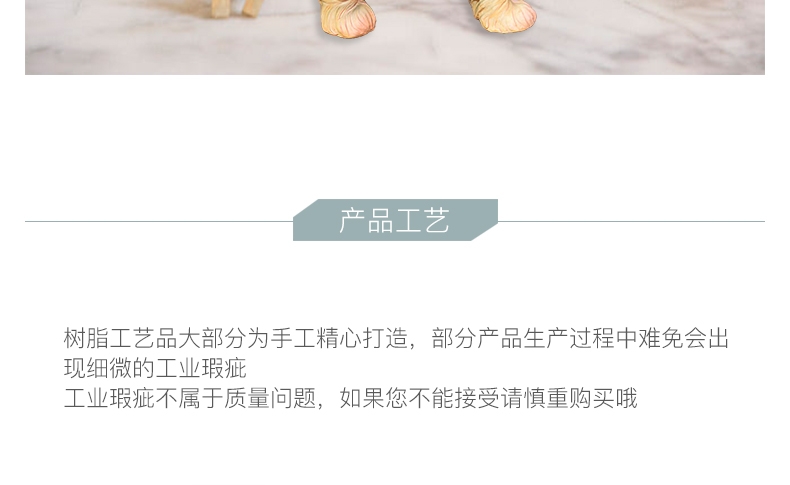 产品工艺
树脂工艺品大部分为手工精心打造，部分产品生产过程中难免会出
现细微的工业瑕疵
工业瑕疵不属于质量问题，如果您不能接受请慎重购买哦